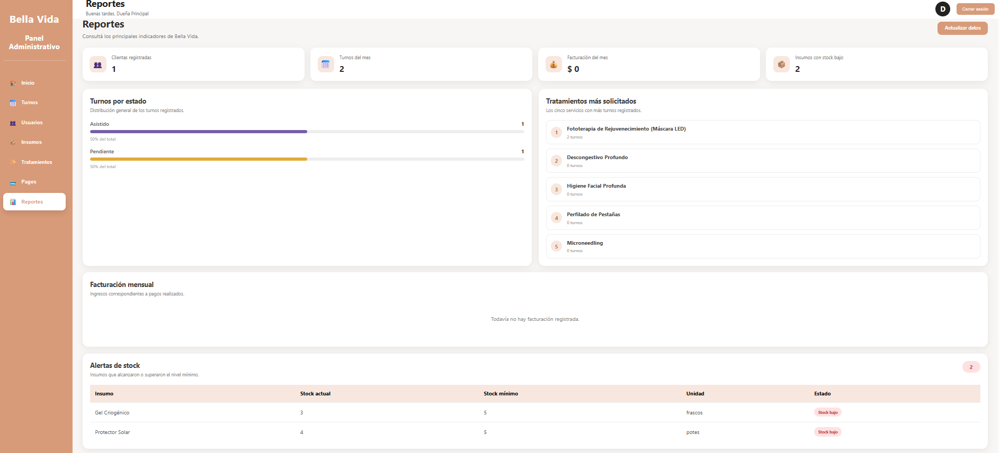 Bella Vida
Panel
Administrativo
Inicio
Turnos
Usuarios
Insumos
Tratamientos
Pagos
Reportes
Reportes
Buenas tardes, Dueña Principal
D
Cerrar sesión
Reportes
Consultá los principales indicadores de Bella Vida.
Actualizar datos
Clientas registradas
1
Turnos del mes
2
Facturación del mes
$ 0
Insumos con stock bajo
2
Turnos por estado
Distribución general de los turnos registrados.
Asistido 1
50% del total
Pendiente 1
50% del total
Tratamientos más solicitados
Los cinco servicios con más turnos registrados.
1 Fototerapia de Rejuvenecimiento (Máscara LED)
2 turnos
2 Descongestivo Profundo
0 turnos
3 Higiene Facial Profunda
0 turnos
4 Perfilado de Pestañas
0 turnos
5 Microneedling
0 turnos
Facturación mensual
Ingresos correspondientes a pagos realizados.
Todavía no hay facturación registrada.
Alertas de stock
Insumos que alcanzaron o superaron el nivel mínimo.
2
Insumo Stock actual Stock mínimo Unidad Estado
Gel Criogénico 3 5 frascos Stock bajo
Protector Solar 4 5 potes Stock bajo